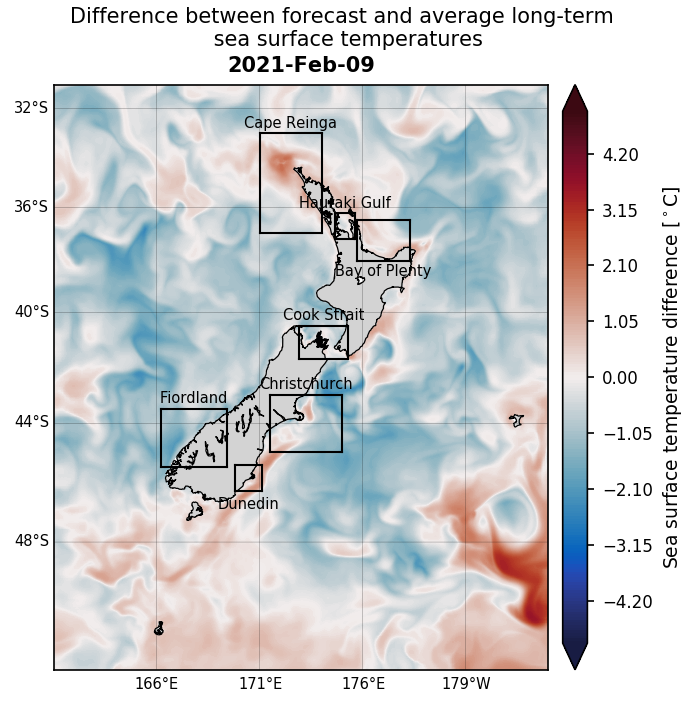 Difference between forecast and average long-term
sea surface temperatures
2021-Feb-09
32°S
36°S
40°S
44°S
48°S
Cape Reinga
Hauraki Gulf
Bay of Plenty
Cook Strait
Christchurch
Fiordland
Dunedin
166°E
171°E
176°E
179°W
4.20
3.15
2.10
1.05
0.00
−1.05
−2.10
−3.15
−4.20
Sea surface temperature difference [°C]